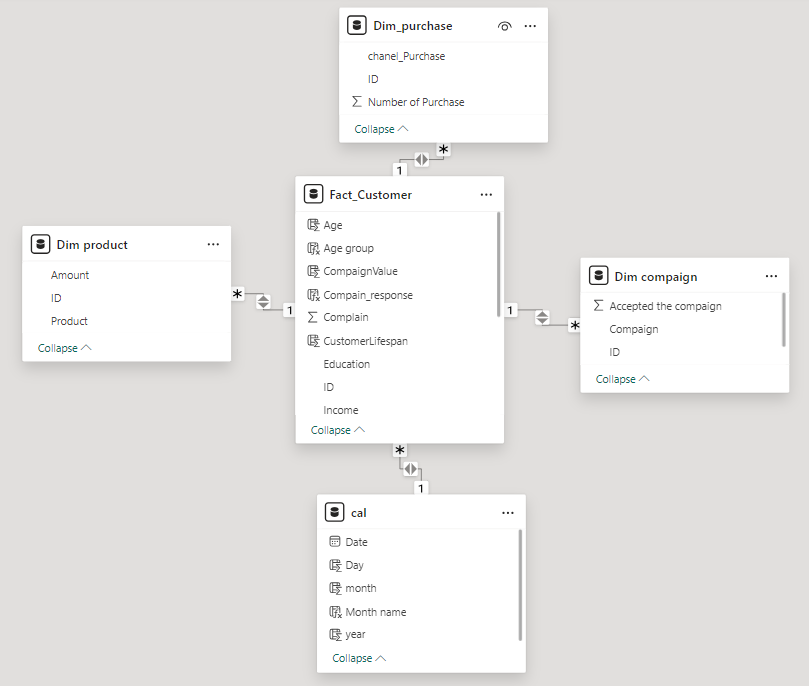 Dim_purchase
chanel_Purchase
ID
Σ Number of Purchase
Collapse
*
1
Fact_Customer
Age
Age group
CompaignValue
Compain_response
Σ Complain
CustomerLifespan
Education
ID
Income
Collapse
Dim product
Amount
ID
Product
Collapse
*
1
Dim compaign
Σ Accepted the compaign
Compaign
ID
Collapse
1
*
*
1
cal
Date
Day
month
Month name
year
Collapse